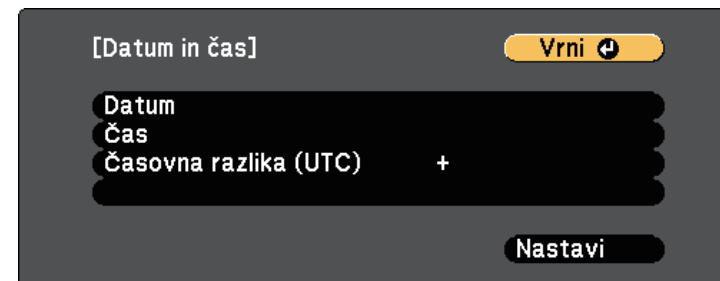 [Datum in čas]
Vrni
Datum
Čas
Časovna razlika (UTC) +
Nastavi